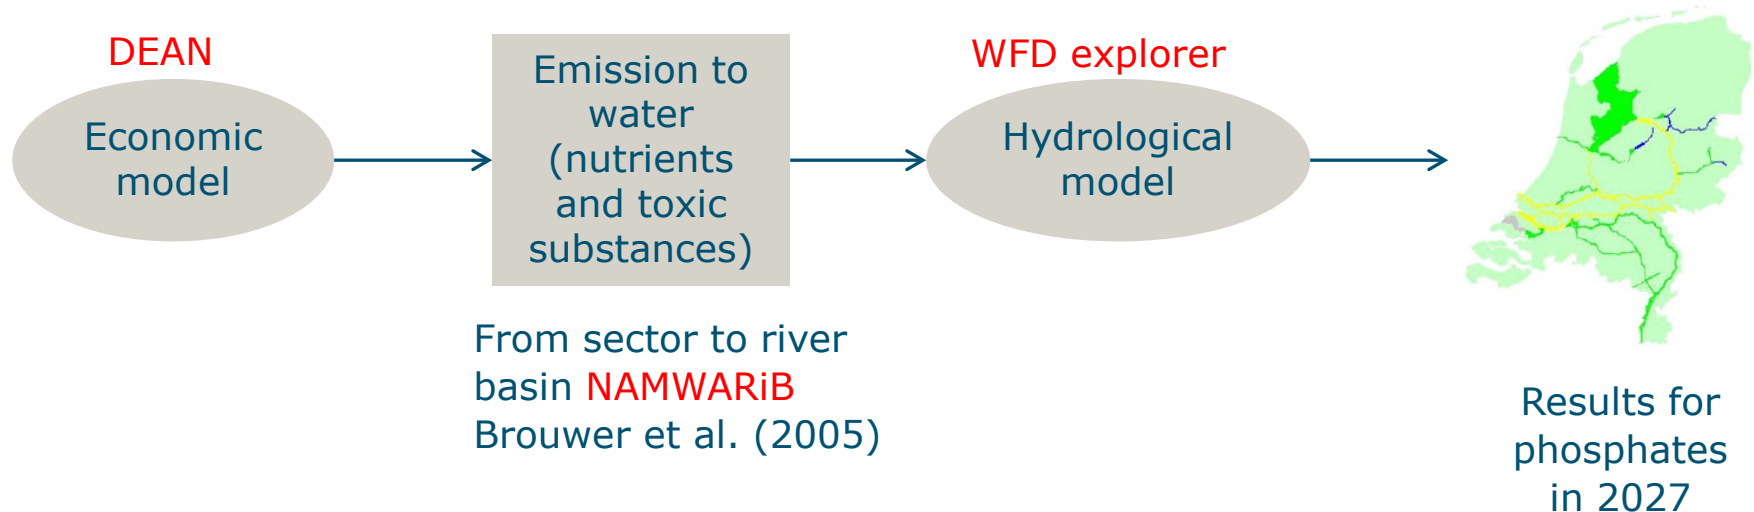 DEAN
Economic
model
Emission to
water
(nutrients
and toxic
substances)
From sector to river
basin NAMWARiB
Brouwer et al. (2005)
WFD explorer
Hydrological
model
Results for
phosphates
in 2027